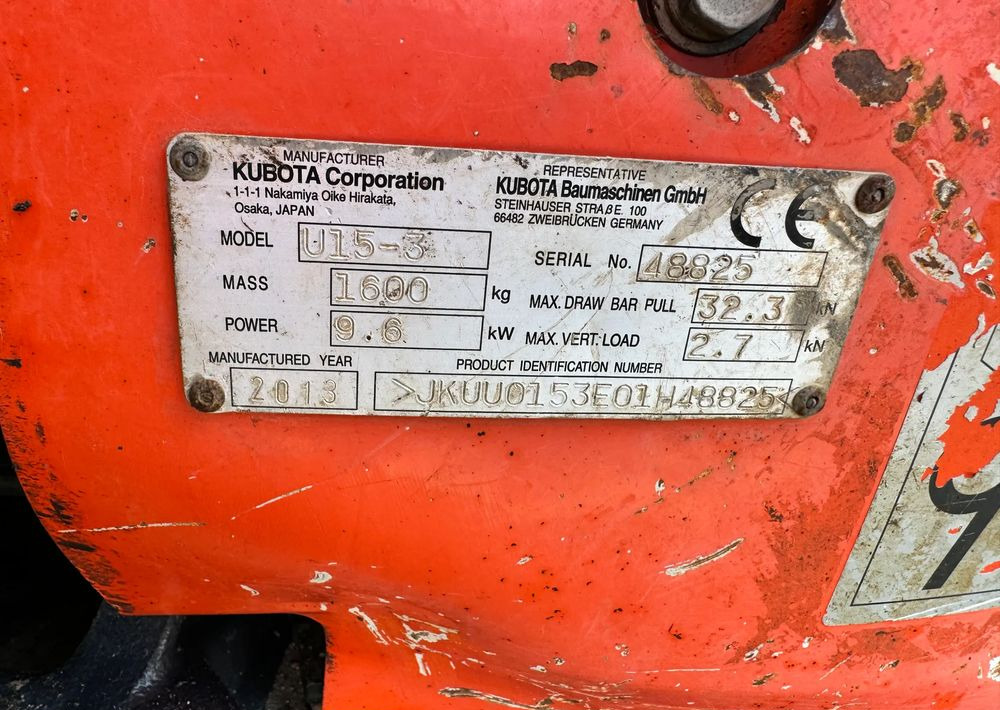 MANUFACTURER
KUBOTA Corporation
1-1-1 Nakamiya Oike Hirakata,
Osaka, JAPAN
REPRESENTATIVE
KUBOTA Baumaschinen GmbH
STEINHAUSER STRAßE. 100
66482 ZWEIBRÜCKEN GERMANY
CE
MODEL U15-3
SERIAL No. 48825
MASS 1600 kg
MAX. DRAW BAR PULL 32.3 kN
POWER 9.6 kW
MAX. VERT. LOAD 2.7 kN
MANUFACTURED YEAR
2013
PRODUCT IDENTIFICATION NUMBER
>JKUU0153E01H48825<